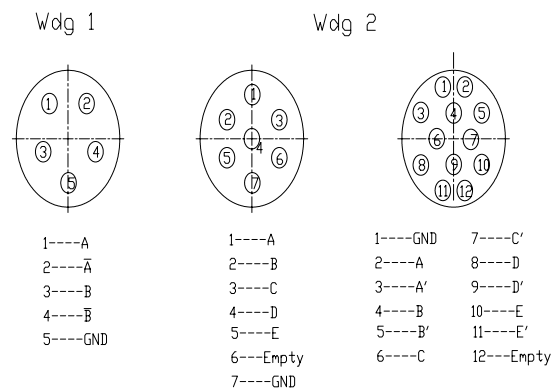 Wdg 1
Wdg 2
1 2
3 4
5
1
2 3
4
5 6
7
1 2
3 4 5
6 7
8 9 10
11 12
1----A
2----A̅
3----B
4----B̅
5----GND
1----A
2----B
3----C
4----D
5----E
6---Empty
7----GND
1----GND
2----A
3----A'
4----B
5----B'
6----C
7----C'
8----D
9----D'
10----E
11----E'
12---Empty